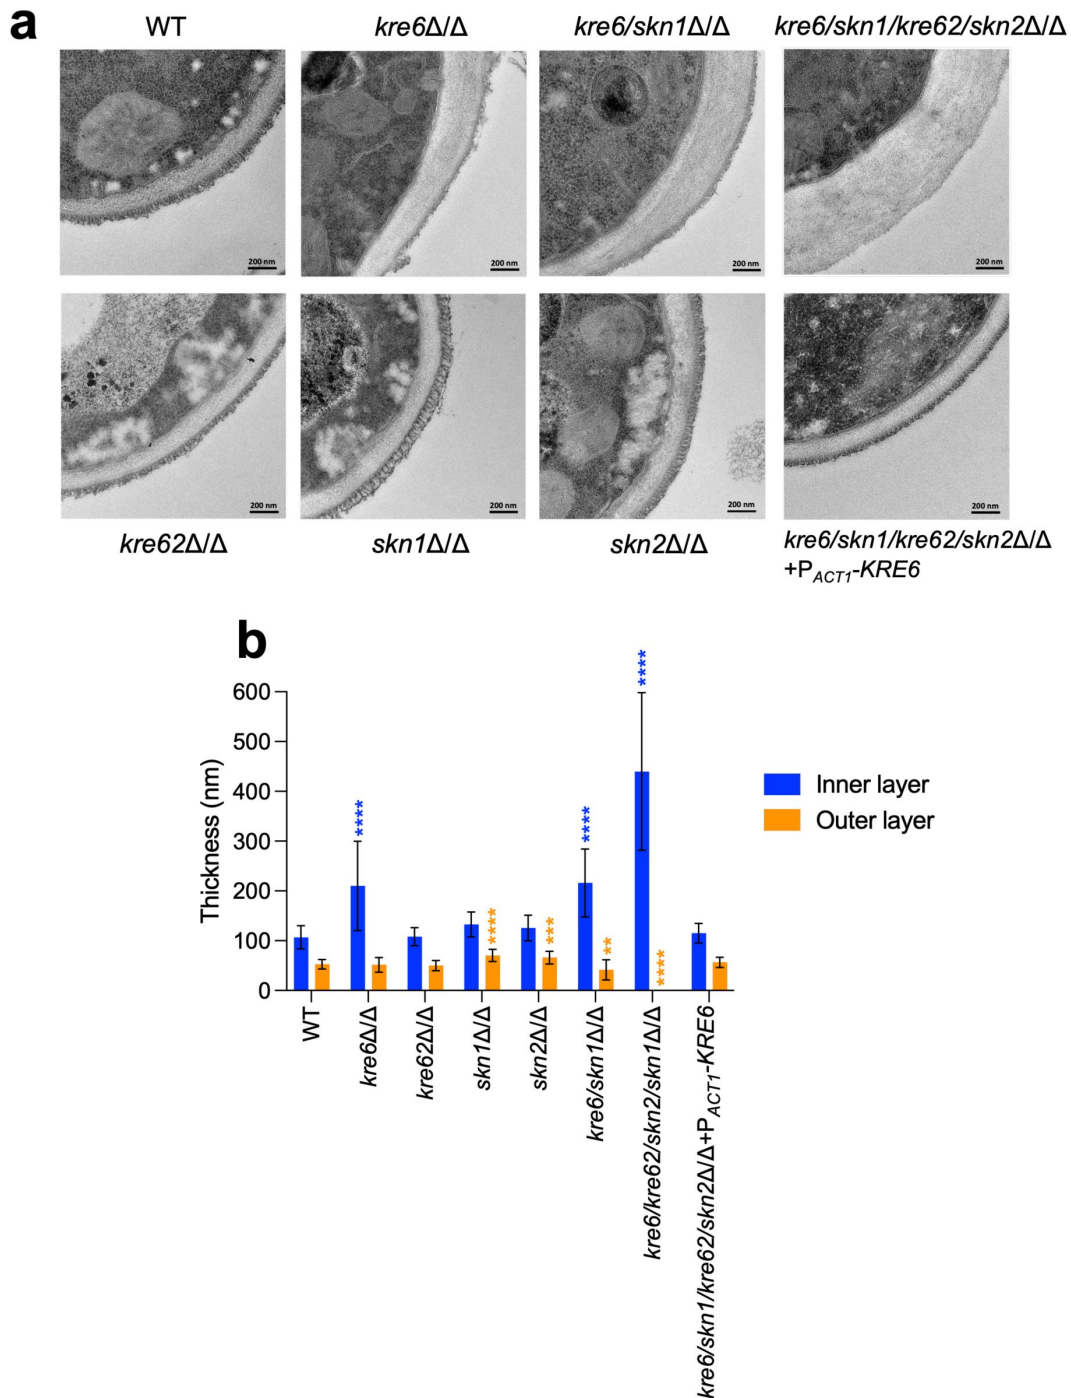 a
WT
kre6Δ/Δ
kre6/skn1Δ/Δ
kre6/skn1/kre62/skn2Δ/Δ
200 nm
200 nm
200 nm
200 nm
200 nm
200 nm
200 nm
200 nm
kre62Δ/Δ
skn1Δ/Δ
skn2Δ/Δ
kre6/skn1/kre62/skn2Δ/Δ
+PACT1-KRE6
b
Thickness (nm)
600
500
400
300
200
100
0
****
****
***
****
**
****
****
Inner layer
Outer layer
WT
kre6Δ/Δ
kre62Δ/Δ
skn1Δ/Δ
skn2Δ/Δ
kre6/skn1Δ/Δ
kre6/kre62/skn2/skn1Δ/Δ
kre6/skn1/kre62/skn2Δ/Δ+PACT1-KRE6